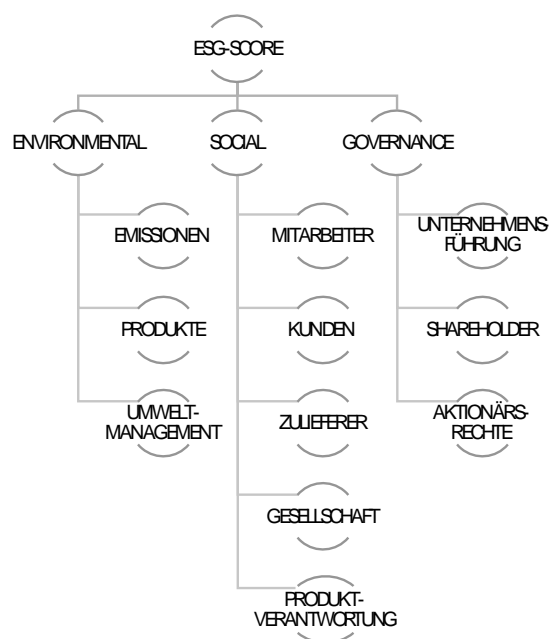 ESG-SCORE
ENVIRONMENTAL
SOCIAL
GOVERNANCE
EMISSIONEN
MITARBEITER
UNTERNEHMENS
FÜHRUNG
PRODUKTE
KUNDEN
SHAREHOLDER
UMWELT-
MANAGEMENT
ZULIEFERER
AKTIONÄRS-
RECHTE
GESELLSCHAFT
PRODUKT-
VERANTWORTUNG